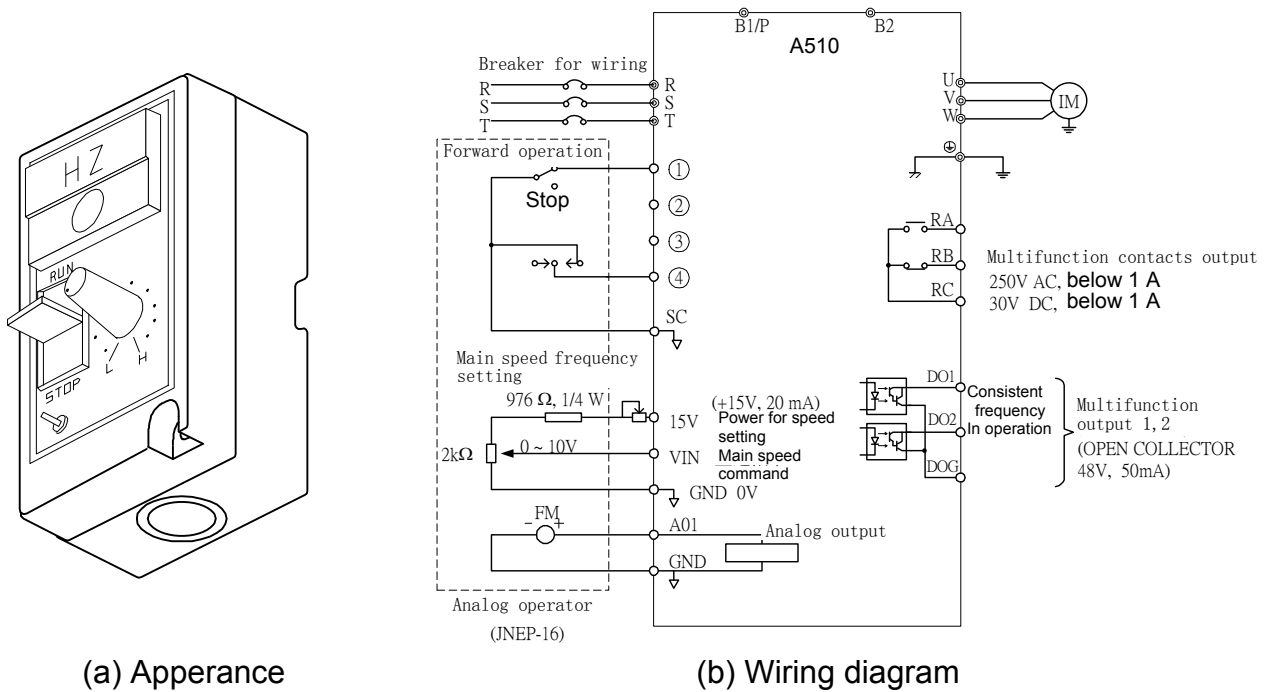 HZ
RUN
L
H
STOP
(a) Apperance
B1/P
B2
A510
Breaker for wiring
R
S
T
R
S
T
U
V
W
IM
Forward operation
Stop
①
②
③
④
SC
RA
RB
RC
Multifunction contacts output
250V AC, below 1 A
30V DC, below 1 A
Main speed frequency
setting
976 Ω, 1/4 W
2kΩ
0 ~ 10V
15V
(+15V, 20 mA)
Power for speed
setting
VIN
Main speed
command
GND 0V
FM
- +
A01
Analog output
GND
DO1
DO2
DOG
Consistent
frequency
In operation
Multifunction
output 1, 2
(OPEN COLLECTOR
48V, 50mA)
Analog operator
(JNEP-16)
(b) Wiring diagram